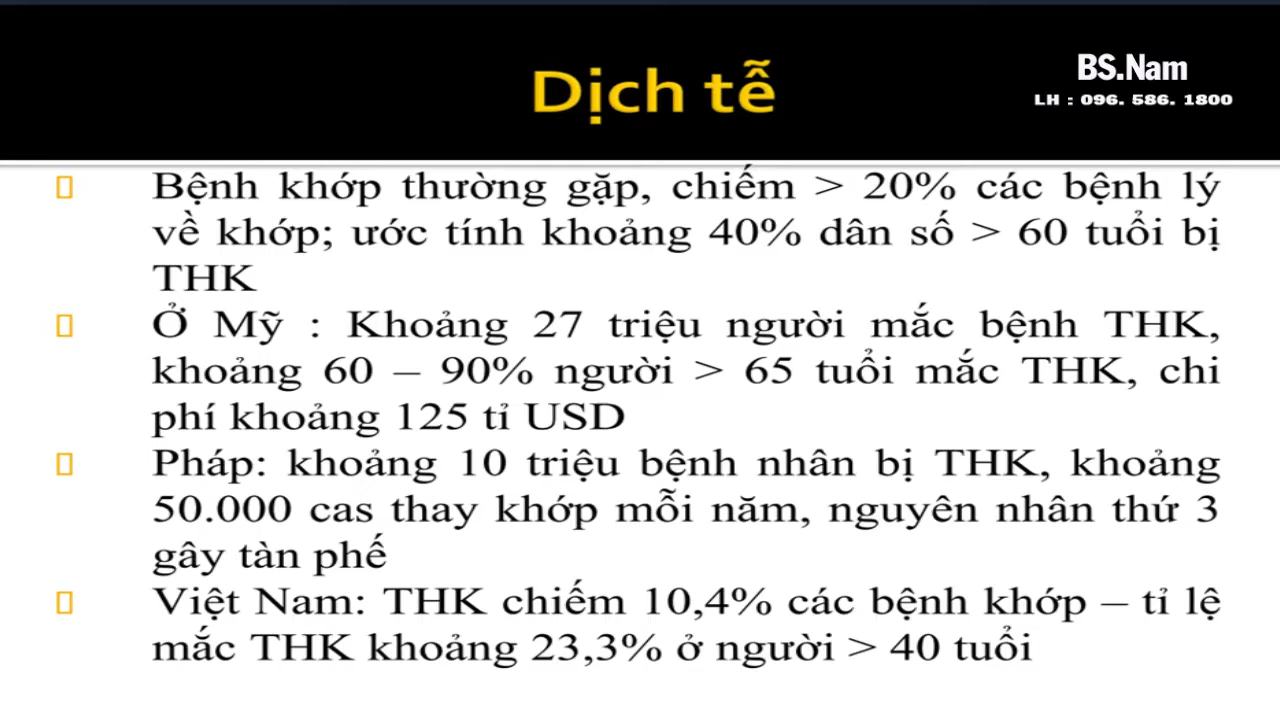 Dịch tễ
BS.Nam
LH : 096. 586. 1800
Bệnh khớp thường gặp, chiếm > 20% các bệnh lý
về khớp; ước tính khoảng 40% dân số > 60 tuổi bị
THK
Ở Mỹ : Khoảng 27 triệu người mắc bệnh THK,
khoảng 60 – 90% người > 65 tuổi mắc THK, chi
phí khoảng 125 tỉ USD
Pháp: khoảng 10 triệu bệnh nhân bị THK, khoảng
50.000 cas thay khớp mỗi năm, nguyên nhân thứ 3
gây tàn phế
Việt Nam: THK chiếm 10,4% các bệnh khớp – tỉ lệ
mắc THK khoảng 23,3% ở người > 40 tuổi